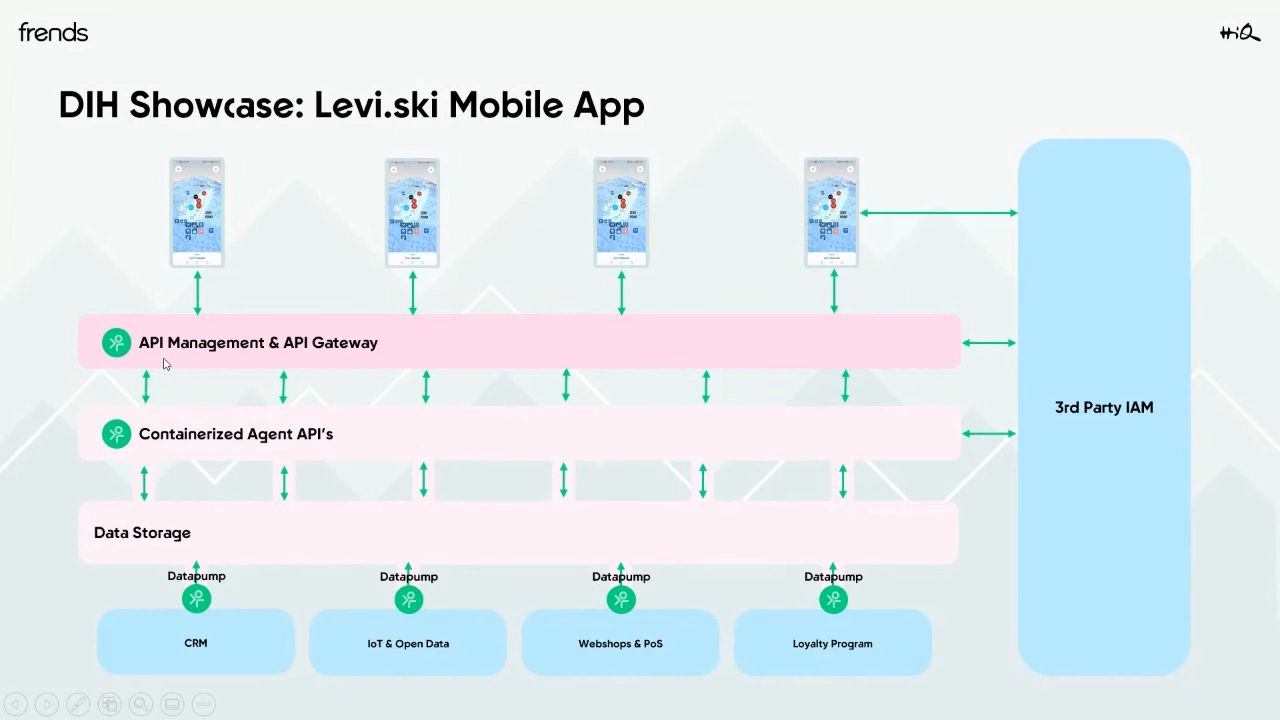 frends
HiQ
DIH Showcase: Levi.ski Mobile App
API Management & API Gateway
Containerized Agent API's
3rd Party IAM
Data Storage
Datapump
Datapump
Datapump
Datapump
CRM
IoT & Open Data
Webshops & PoS
Loyalty Program